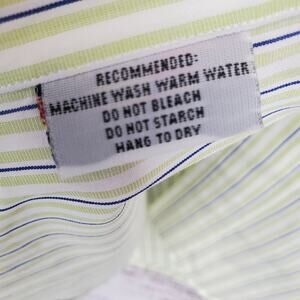 RECOMMENDED:
MACHINE WASH WARM WATER
DO NOT BLEACH
DO NOT STARCH
HANG TO DRY